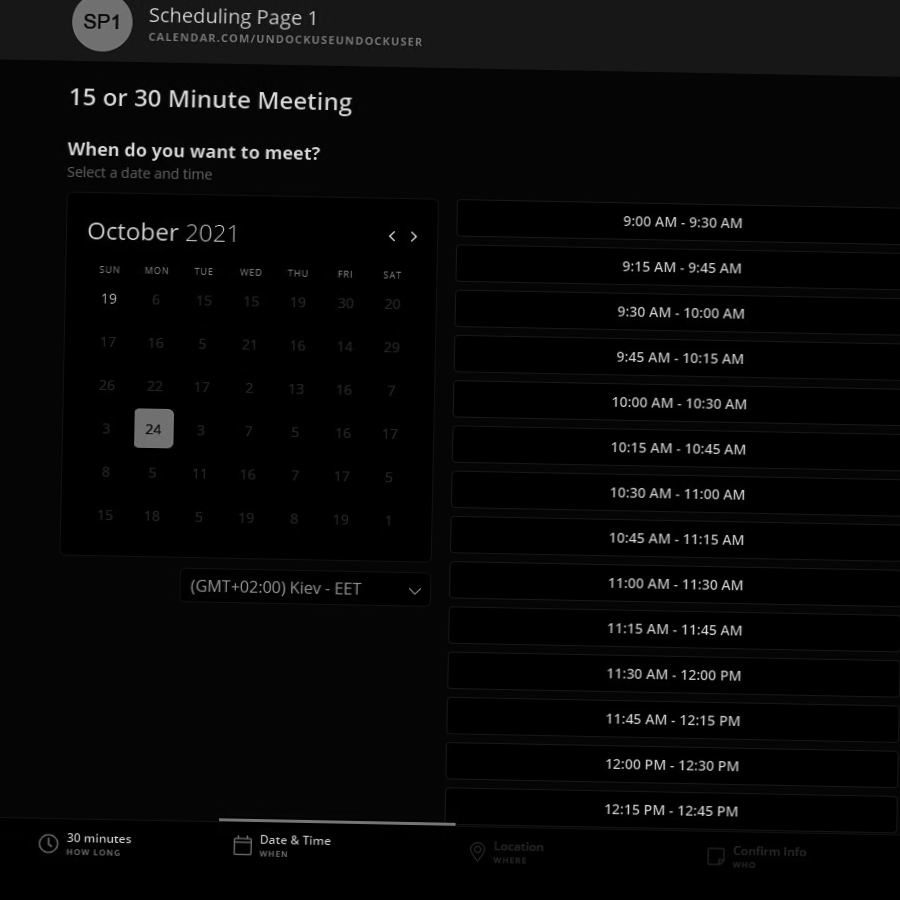 SP1
Scheduling Page 1
CALENDAR.COM/UNDOCKUSEUNDOCKUSER
15 or 30 Minute Meeting
When do you want to meet?
Select a date and time
October 2021
SUN MON TUE WED THU FRI SAT
19 6 15 15 19 30 20
17 16 5 21 16 14 29
26 22 17 2 13 16 7
3 24 3 7 5 16 17
8 5 11 16 7 17 5
15 18 5 19 8 19 1
(GMT+02:00) Kiev - EET
9:00 AM - 9:30 AM
9:15 AM - 9:45 AM
9:30 AM - 10:00 AM
9:45 AM - 10:15 AM
10:00 AM - 10:30 AM
10:15 AM - 10:45 AM
10:30 AM - 11:00 AM
10:45 AM - 11:15 AM
11:00 AM - 11:30 AM
11:15 AM - 11:45 AM
11:30 AM - 12:00 PM
11:45 AM - 12:15 PM
12:00 PM - 12:30 PM
12:15 PM - 12:45 PM
30 minutes
HOW LONG
Date & Time
WHEN
Location
WHERE
Confirm Info
WHO